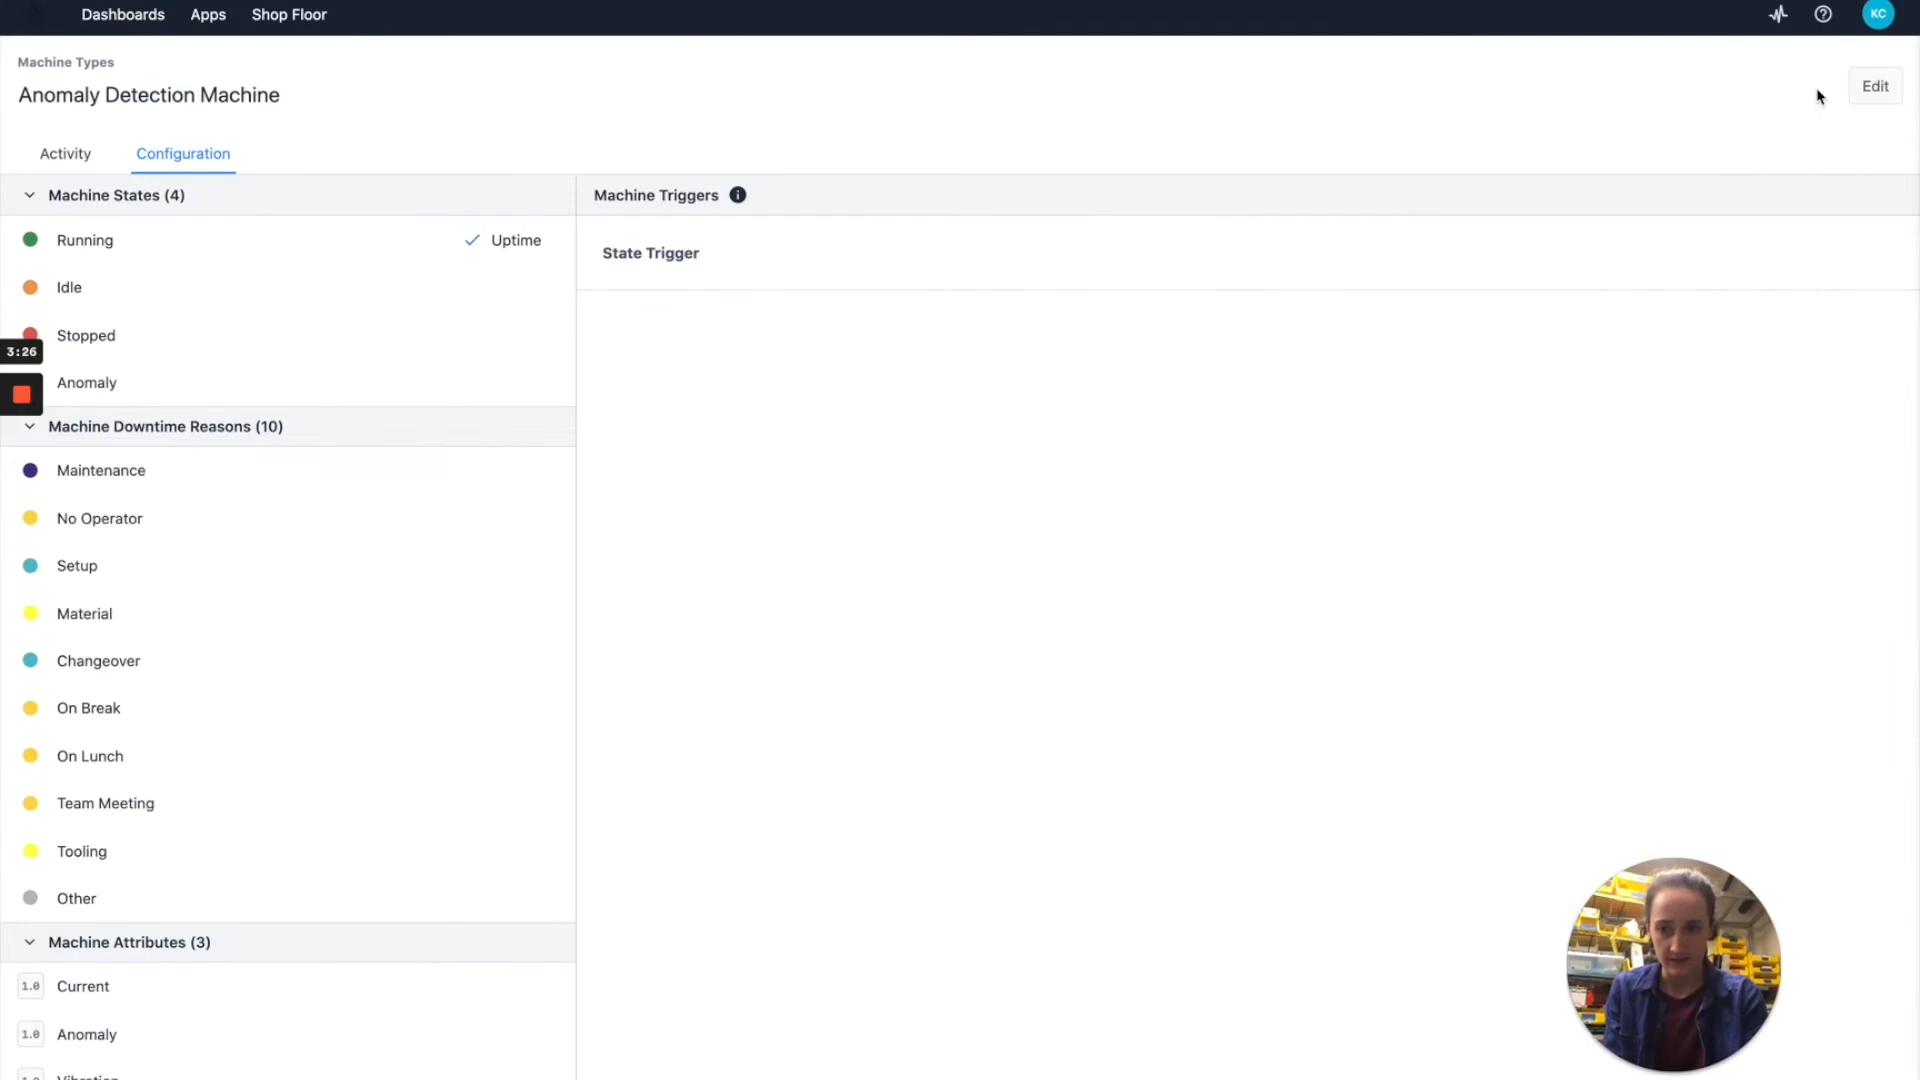 Dashboards Apps Shop Floor KC
Machine Types
Anomaly Detection Machine
Edit
Activity Configuration
Machine States (4)
Running Uptime
Idle
Stopped
3:26
Anomaly
Machine Downtime Reasons (10)
Maintenance
No Operator
Setup
Material
Changeover
On Break
On Lunch
Team Meeting
Tooling
Other
Machine Attributes (3)
1.0 Current
1.0 Anomaly
Vibration
Machine Triggers
State Trigger